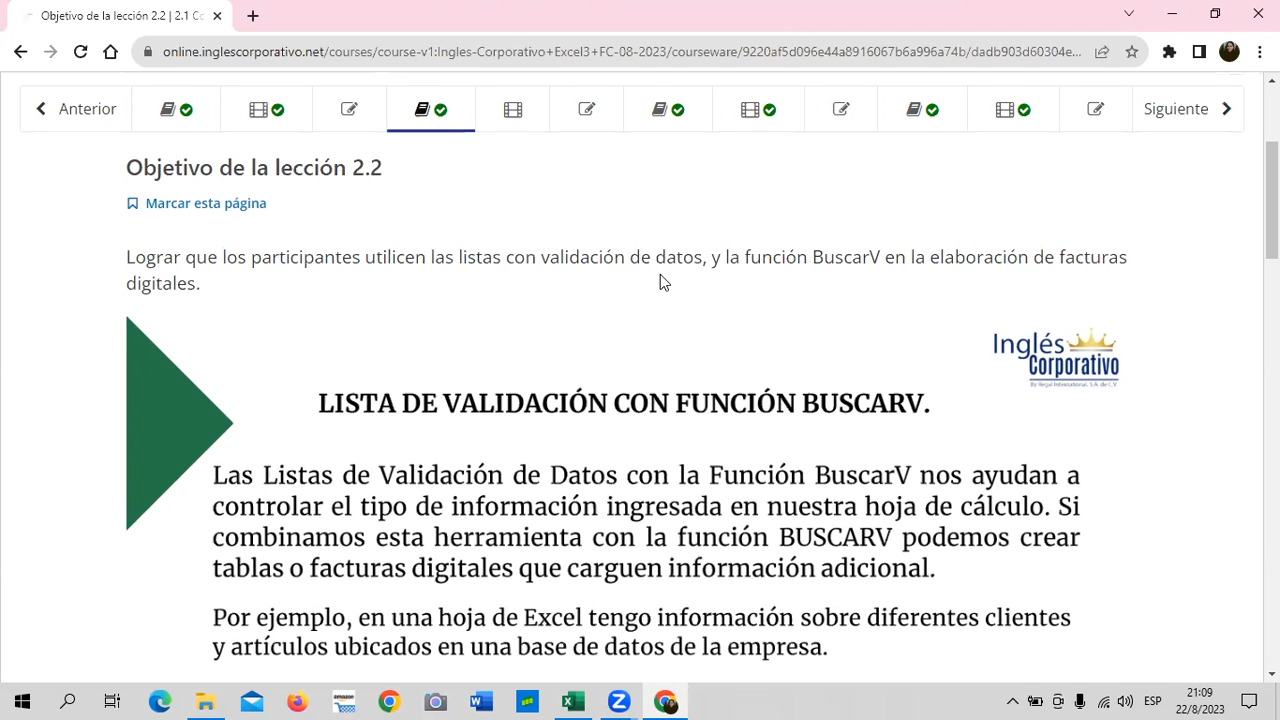 Objetivo de la lección 2.2 | 2.1 Co
online.inglescorporativo.net/courses/course-v1:Ingles-Corporativo+Excel3+FC-08-2023/courseware/9220af5d096e44a8916067b6a996a74b/dadb903d60304e...
Anterior
Siguiente
Objetivo de la lección 2.2
Marcar esta página
Lograr que los participantes utilicen las listas con validación de datos, y la función BuscarV en la elaboración de facturas
digitales.
Inglés
Corporativo
By Regal International, S.A. de C.V.
LISTA DE VALIDACIÓN CON FUNCIÓN BUSCARV.
Las Listas de Validación de Datos con la Función BuscarV nos ayudan a
controlar el tipo de información ingresada en nuestra hoja de cálculo. Si
combinamos esta herramienta con la función BUSCARV podemos crear
tablas o facturas digitales que carguen información adicional.
Por ejemplo, en una hoja de Excel tengo información sobre diferentes clientes
y artículos ubicados en una base de datos de la empresa.
ESP
21:09
22/8/2023